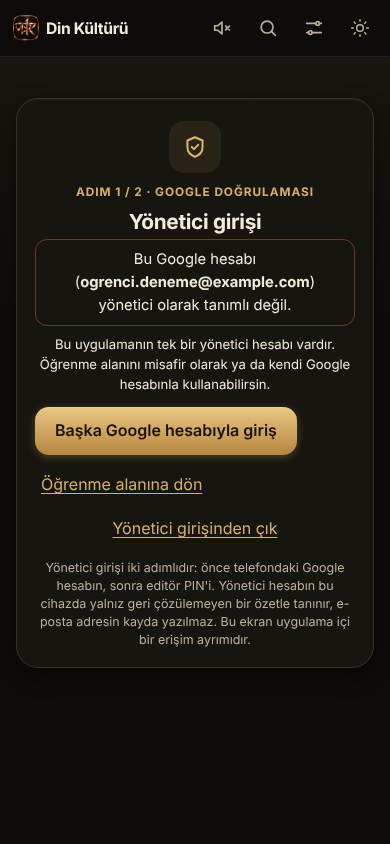 Din Kültürü
ADIM 1 / 2 · GOOGLE DOĞRULAMASI
Yönetici girişi
Bu Google hesabı
(ogrenci.deneme@example.com)
yönetici olarak tanımlı değil.
Bu uygulamanın tek bir yönetici hesabı vardır.
Öğrenme alanını misafir olarak ya da kendi Google
hesabınla kullanabilirsin.
Başka Google hesabıyla giriş
Öğrenme alanına dön
Yönetici girişinden çık
Yönetici girişi iki adımlıdır: önce telefondaki Google
hesabın, sonra editör PIN'i. Yönetici hesabın bu
cihazda yalnız geri çözülemeyen bir özetle tanınır, e-
posta adresin kayda yazılmaz. Bu ekran uygulama içi
bir erişim ayrımıdır.